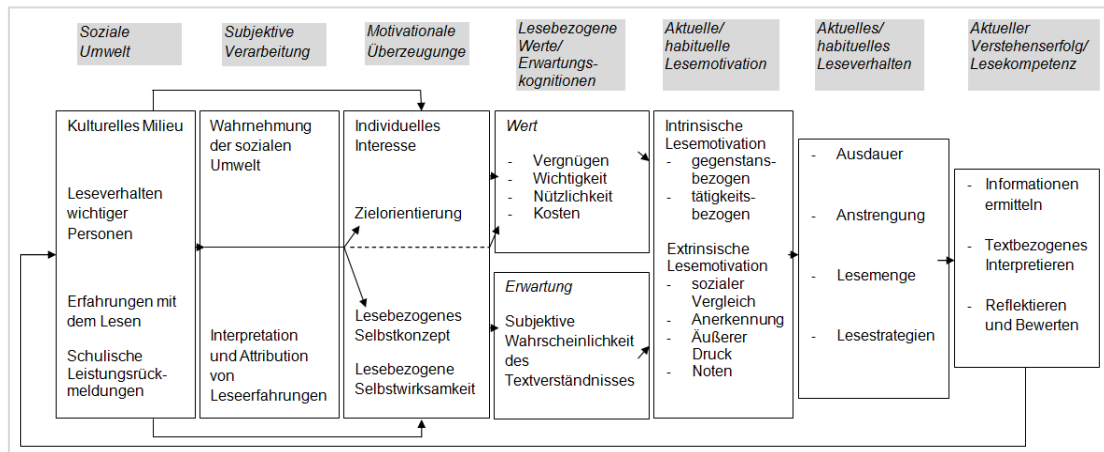 Soziale
Umwelt
Subjektive
Verarbeitung
Motivationale
Überzeugunge
Lesebezogene
Werte/
Erwartungs-
kognitionen
Aktuelle/
habituelle
Lesemotivation
Aktuelles/
habituelles
Leseverhalten
Aktueller
Verstehenserfolg/
Lesekompetenz
Kulturelles Milieu
Leseverhalten
wichtiger
Personen
Erfahrungen mit
dem Lesen
Schulische
Leistungsrück-
meldungen
Wahrnehmung
der sozialen
Umwelt
Interpretation
und Attribution
von
Leseerfahrungen
Individuelles
Interesse
Zielorientierung
Lesebezogenes
Selbstkonzept
Lesebezogene
Selbstwirksamkeit
Wert
- Vergnügen
- Wichtigkeit
- Nützlichkeit
- Kosten
Erwartung
Subjektive
Wahrscheinlichkeit
des
Textverständnisses
Intrinsische
Lesemotivation
- gegenstans-
bezogen
- tätigkeits-
bezogen
Extrinsische
Lesemotivation
- sozialer
Vergleich
- Anerkennung
- Äußerer
Druck
- Noten
- Ausdauer
- Anstrengung
- Lesemenge
- Lesestrategien
- Informationen
ermitteln
- Textbezogenes
Interpretieren
- Reflektieren
und Bewerten